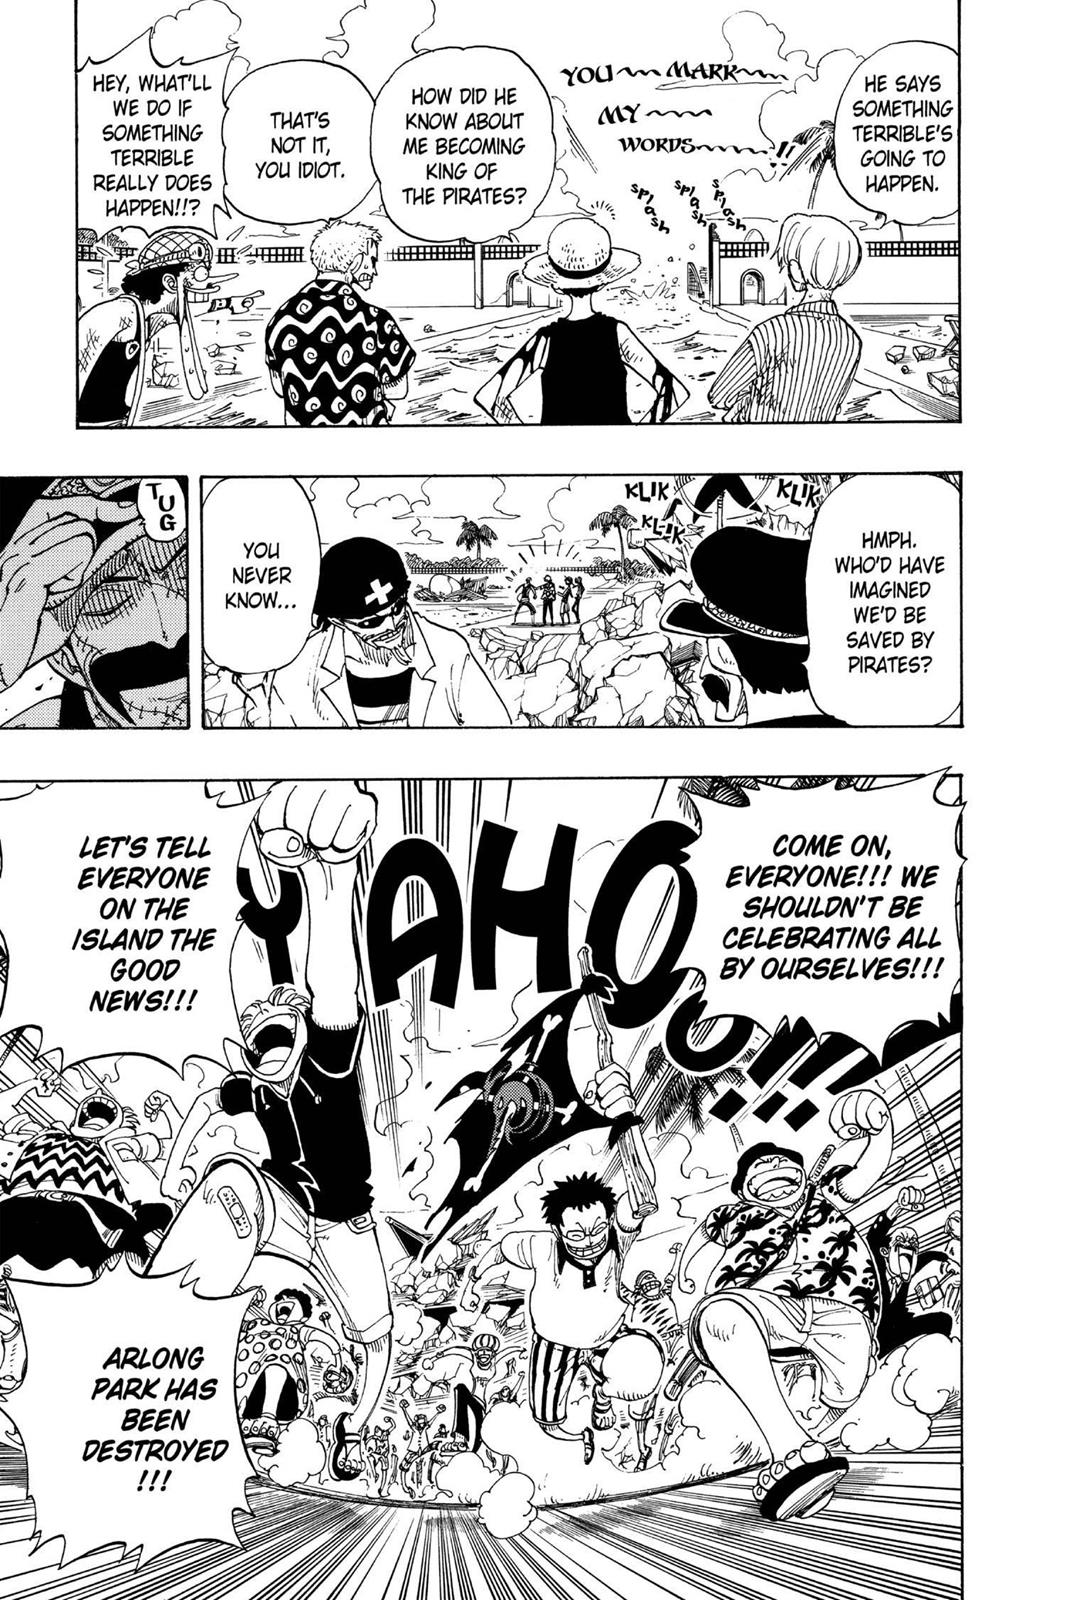 HE SAYS
SOMETHING
TERRIBLE'S
GOING TO
HAPPEN.
YOU MARK
MY
WORDS
!!
SPLASH
SPLASH
SPLASH
HOW DID HE
KNOW ABOUT
ME BECOMING
KING OF
THE PIRATES?
THAT'S
NOT IT,
YOU IDIOT.
HEY, WHAT'LL
WE DO IF
SOMETHING
TERRIBLE
REALLY DOES
HAPPEN!!?
HMPH.
WHO'D HAVE
IMAGINED
WE'D BE
SAVED BY
PIRATES?
KLIK
KLIK
KLIK
YOU
NEVER
KNOW...
TUG
COME ON,
EVERYONE!!! WE
SHOULDN'T BE
CELEBRATING ALL
BY OURSELVES!!!
YAHOO!!!
LET'S TELL
EVERYONE
ON THE
ISLAND THE
GOOD
NEWS!!!
ARLONG
PARK HAS
BEEN
DESTROYED
!!!